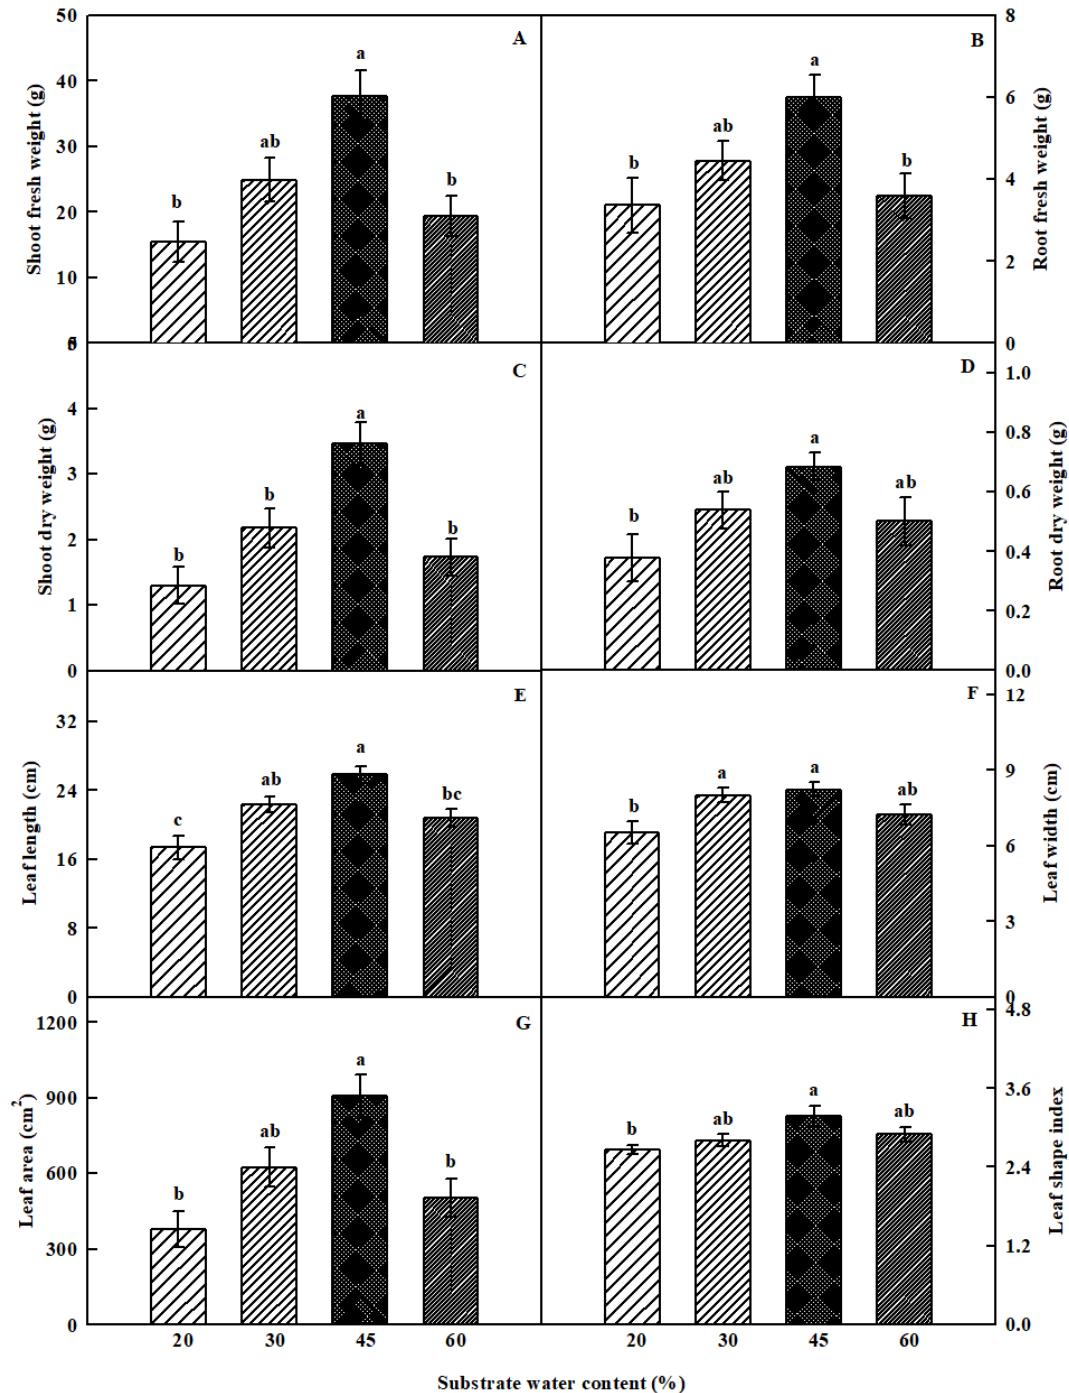 50
40
30
20
10
0
Shoot fresh weight (g)
A
b
ab
a
b
8
6
4
2
0
Root fresh weight (g)
B
b
ab
a
b
5
4
3
2
1
0
Shoot dry weight (g)
C
b
b
a
b
1.0
0.8
0.6
0.4
0.2
0.0
Root dry weight (g)
D
b
ab
a
ab
32
24
16
8
0
Leaf length (cm)
E
c
ab
a
bc
12
9
6
3
0
Leaf width (cm)
F
b
a
a
ab
1200
900
600
300
0
Leaf area (cm²)
G
b
ab
a
b
4.8
3.6
2.4
1.2
0.0
Leaf shape index
H
b
ab
a
ab
20 30 45 60 20 30 45 60
Substrate water content (%)